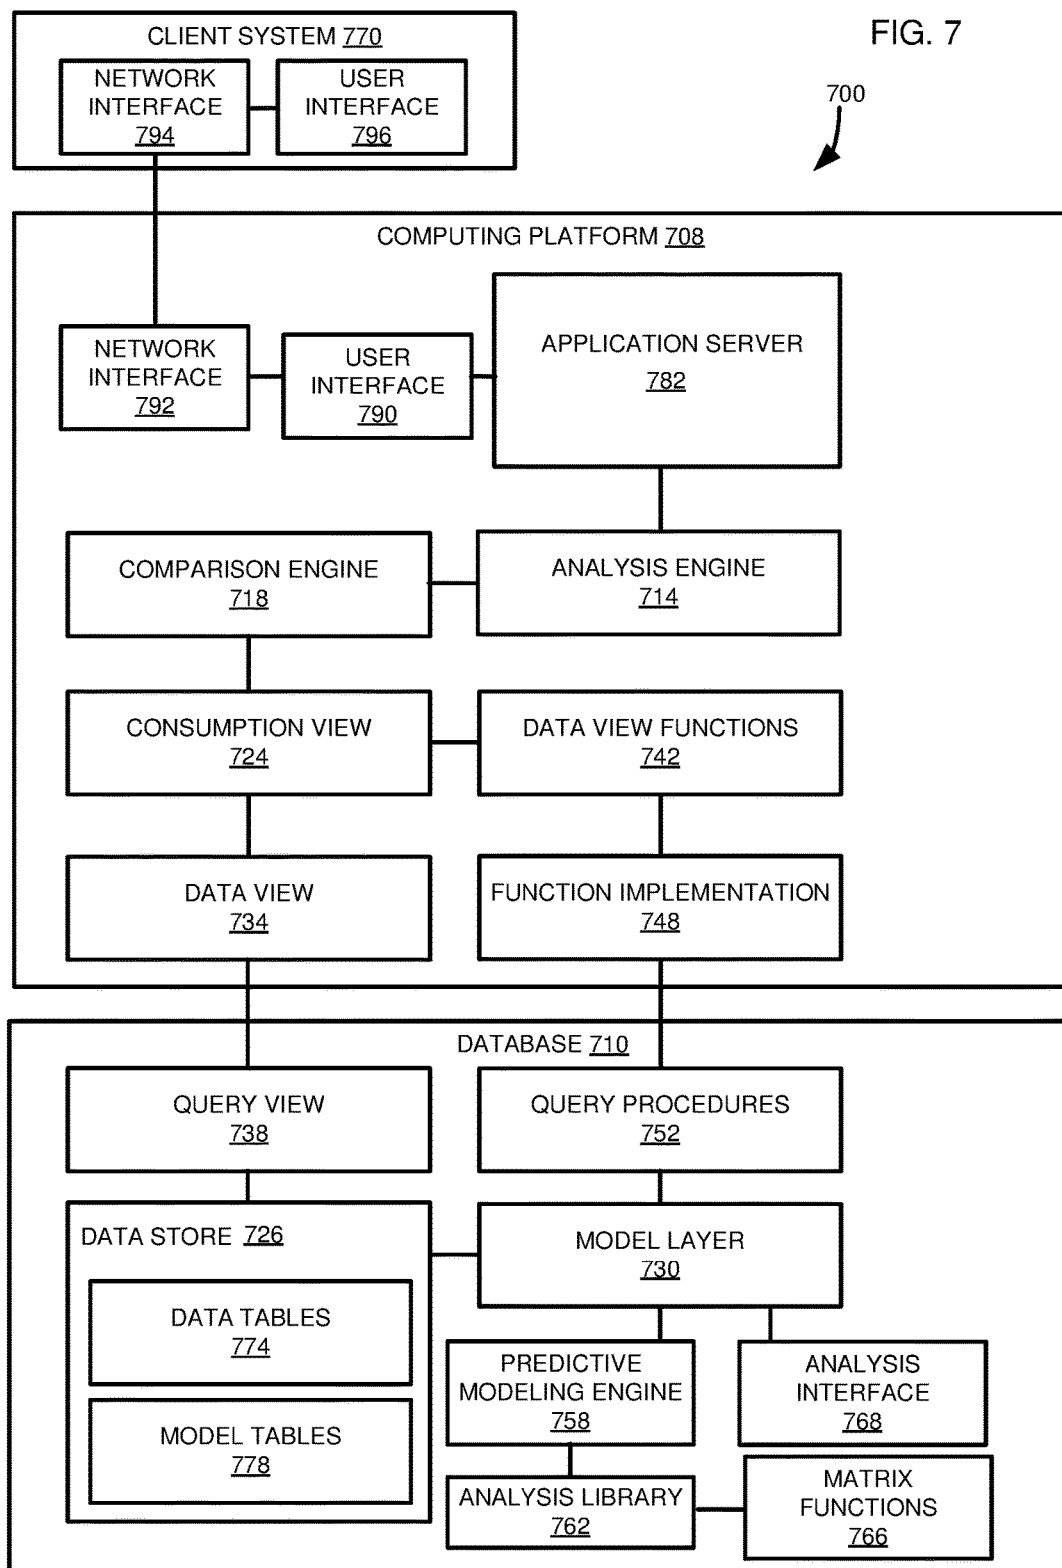 FIG. 7
700
CLIENT SYSTEM 770
NETWORK
INTERFACE
794
USER
INTERFACE
796
COMPUTING PLATFORM 708
NETWORK
INTERFACE
792
USER
INTERFACE
790
APPLICATION SERVER
782
COMPARISON ENGINE
718
ANALYSIS ENGINE
714
CONSUMPTION VIEW
724
DATA VIEW FUNCTIONS
742
DATA VIEW
734
FUNCTION IMPLEMENTATION
748
DATABASE 710
QUERY VIEW
738
QUERY PROCEDURES
752
DATA STORE 726
DATA TABLES
774
MODEL TABLES
778
MODEL LAYER
730
PREDICTIVE
MODELING ENGINE
758
ANALYSIS
INTERFACE
768
ANALYSIS LIBRARY
762
MATRIX
FUNCTIONS
766